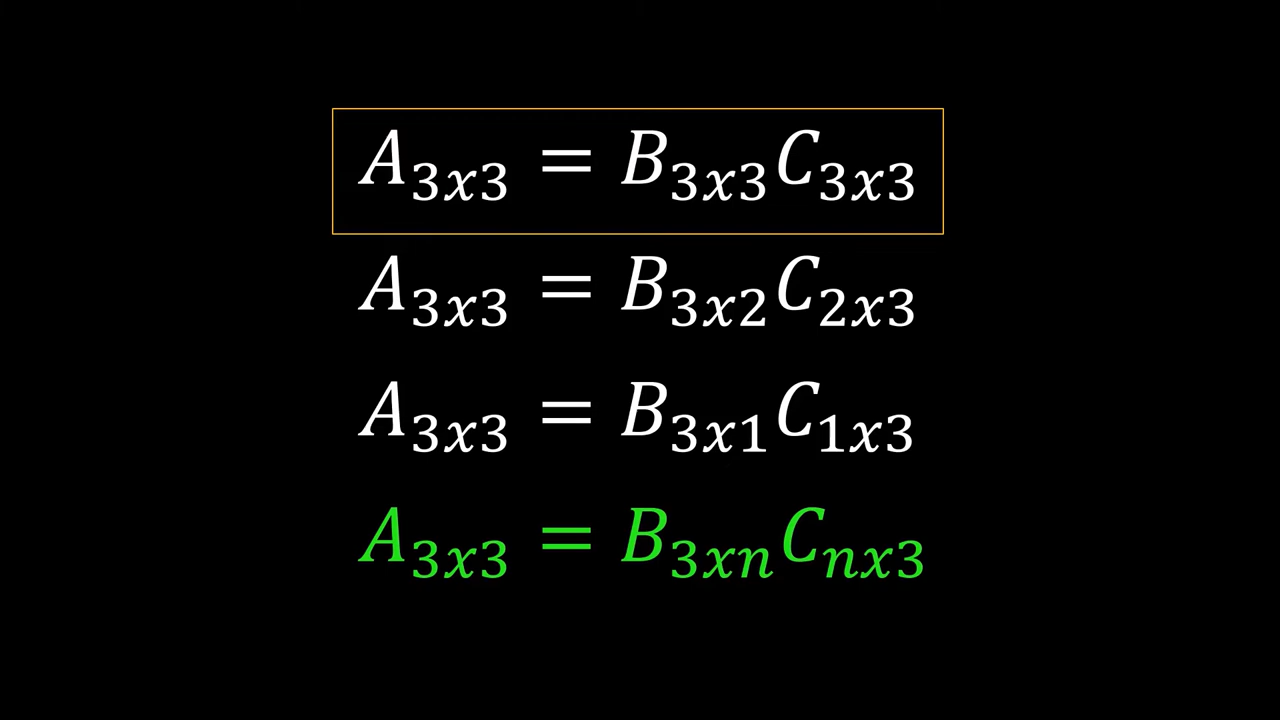 A3x3 = B3x3C3x3
A3x3 = B3x2C2x3
A3x3 = B3x1C1x3
A3x3 = B3xnCnx3